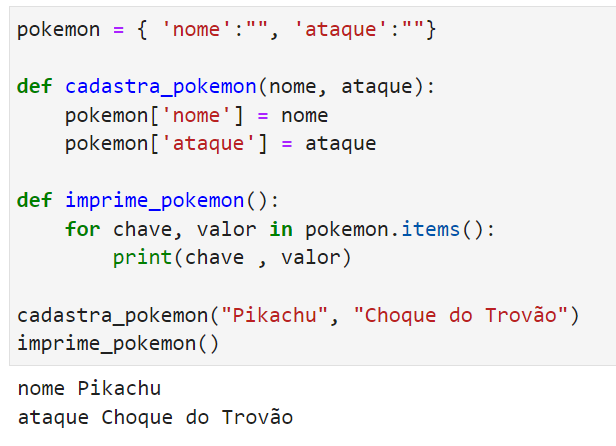 pokemon = { 'nome':"", 'ataque':""}
def cadastra_pokemon(nome, ataque):
    pokemon['nome'] = nome
    pokemon['ataque'] = ataque
def imprime_pokemon():
    for chave, valor in pokemon.items():
        print(chave , valor)
cadastra_pokemon("Pikachu", "Choque do Trovão")
imprime_pokemon()
nome Pikachu
ataque Choque do Trovão